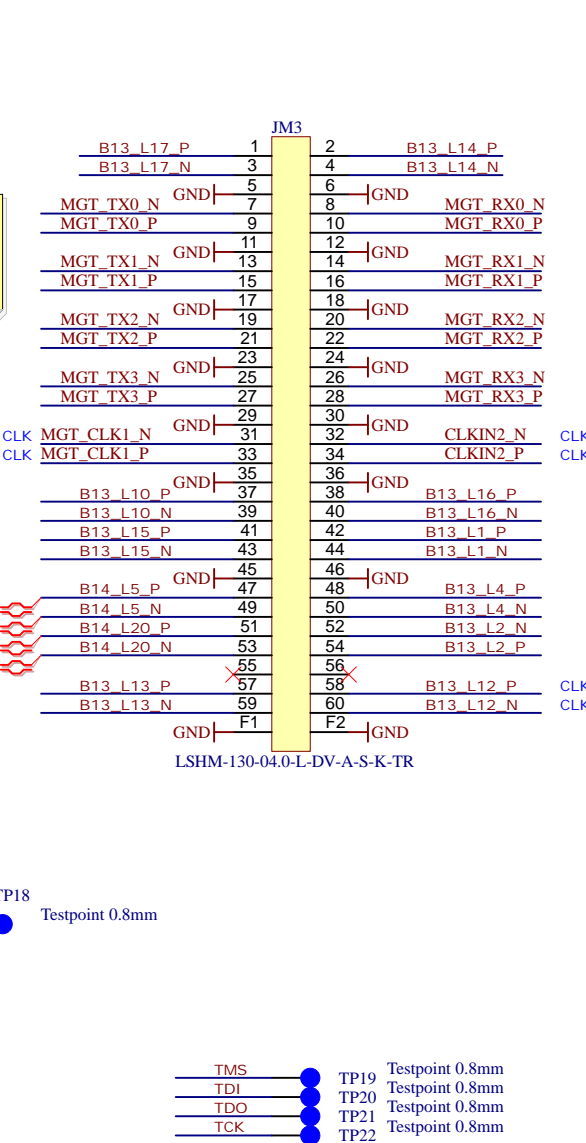 JM3
B13_L17_P 1 2 B13_L14_P
B13_L17_N 3 4 B13_L14_N
GND 5 6 GND
MGT_TX0_N 7 8 MGT_RX0_N
MGT_TX0_P 9 10 MGT_RX0_P
GND 11 12 GND
MGT_TX1_N 13 14 MGT_RX1_N
MGT_TX1_P 15 16 MGT_RX1_P
GND 17 18 GND
MGT_TX2_N 19 20 MGT_RX2_N
MGT_TX2_P 21 22 MGT_RX2_P
GND 23 24 GND
MGT_TX3_N 25 26 MGT_RX3_N
MGT_TX3_P 27 28 MGT_RX3_P
GND 29 30 GND
CLK MGT_CLK1_N 31 32 CLKIN2_N CLK
CLK MGT_CLK1_P 33 34 CLKIN2_P CLK
GND 35 36 GND
B13_L10_P 37 38 B13_L16_P
B13_L10_N 39 40 B13_L16_N
B13_L15_P 41 42 B13_L1_P
B13_L15_N 43 44 B13_L1_N
GND 45 46 GND
B14_L5_P 47 48 B13_L4_P
B14_L5_N 49 50 B13_L4_N
B14_L20_P 51 52 B13_L2_N
B14_L20_N 53 54 B13_L2_P
55 56
B13_L13_P 57 58 B13_L12_P CLK
B13_L13_N 59 60 B13_L12_N CLK
GND F1 F2 GND
LSHM-130-04.0-L-DV-A-S-K-TR
TP18
Testpoint 0.8mm
TMS TP19 Testpoint 0.8mm
TDI TP20 Testpoint 0.8mm
TDO TP21 Testpoint 0.8mm
TCK TP22 Testpoint 0.8mm